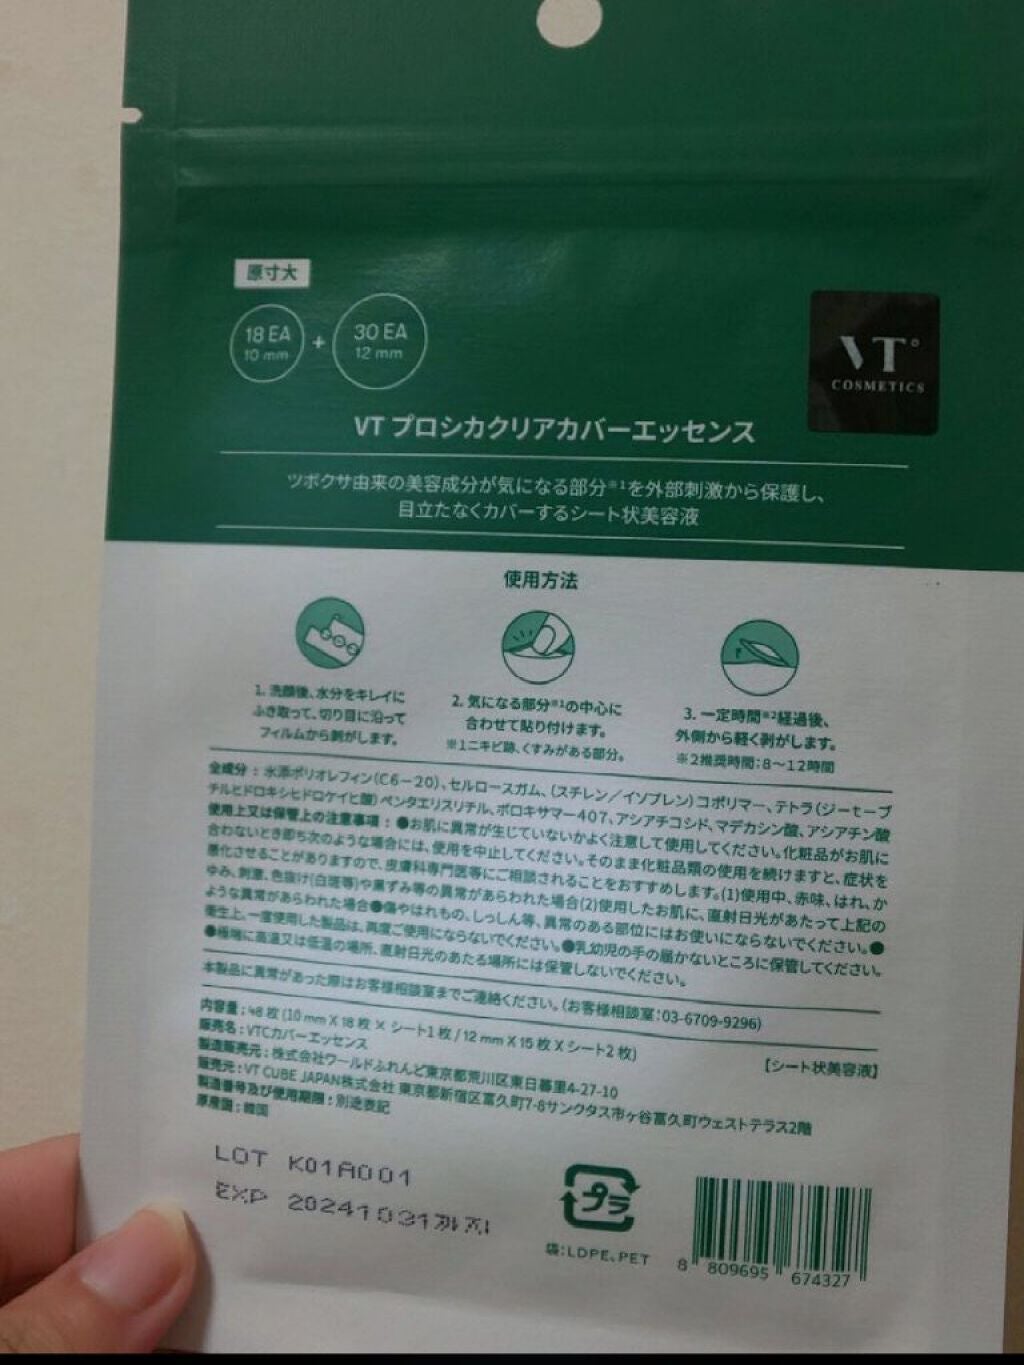 原寸大
18 EA
10 mm
+
30 EA
12 mm
VT
COSMETICS
VT プロシカクリアカバーエッセンス
ツボクサ由来の美容成分が気になる部分※1を外部刺激から保護し、
目立たなくカバーするシート状美容液
使用方法
1. 洗顔後、水分をキレイに
ふき取って、切り目に沿って
フィルムから剥がします。
2. 気になる部分※1の中心に
合わせて貼り付けます。
※1ニキビ跡、くすみがある部分。
3. 一定時間※2経過後、
外側から軽く剥がします。
※2推奨時間：8～12時間
全成分 : 水添ポリオレフィン(C6－20)、セルロースガム、(スチレン／イソプレン)コポリマー、テトラ(ジーt－ブ
チルヒドロキシヒドロケイヒ酸)ペンタエリスリチル、ポロキサマー407、アシアチコシド、マデカシン酸、アシアチン酸
使用上又は保管上の注意事項 : ●お肌に異常が生じていないかよく注意して使用してください。化粧品がお肌に
合わないとき即ち次のような場合には、使用を中止してください。そのまま化粧品類の使用を続けますと、症状を
悪化させることがありますので、皮膚科専門医等にご相談されることをおすすめします。(1)使用中、赤味、はれ、か
ゆみ、刺激、色抜け(白斑等)や黒ずみ等の異常があらわれた場合(2)使用したお肌に、直射日光があたって上記の
ような異常があらわれた場合●傷やはれもの、しっしん等、異常のある部位にはお使いにならないでください。●
衛生上、一度使用した製品は、再度ご使用にならないでください。●乳幼児の手の届かないところに保管してください。
●極端に高温又は低温の場所、直射日光のあたる場所には保管しないでください。
本製品に異常があった際はお客様相談室までご連絡ください。(お客様相談室：03-6709-9296)
内容量 : 48 枚 (10 mm X 18 枚 × シート1 枚 / 12 mm X 15 枚 X シート2 枚)
販売名 : VTCカバーエッセンス
【シート状美容液】
製造販売元 : 株式会社ワールドふれんど東京都荒川区東日暮里4-27-10
販売元 : VT CUBE JAPAN株式会社 東京都新宿区富久町7-8サンクタス市ヶ谷富久町ウェストテラス2階
製造番号及び使用期限 : 別途表記
原産国 : 韓国
LOT K01A001
EXP 20241031까지
プラ
袋:LDPE、PET
8 809695 674327